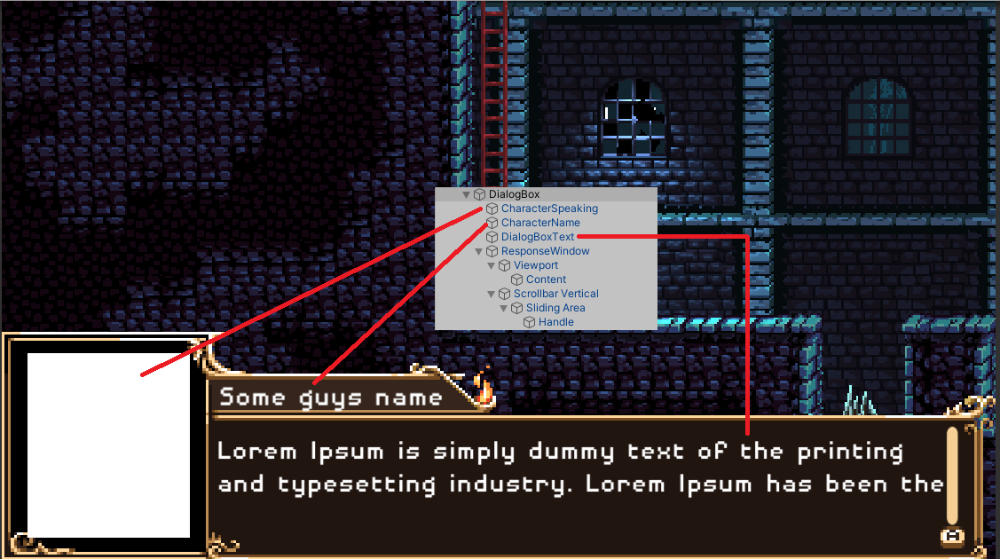 DialogBox
CharacterSpeaking
CharacterName
DialogBoxText
ResponseWindow
Viewport
Content
Scrollbar Vertical
Sliding Area
Handle
Some guys name
Lorem Ipsum is simply dummy text of the printing
and typesetting industry. Lorem Ipsum has been the
A